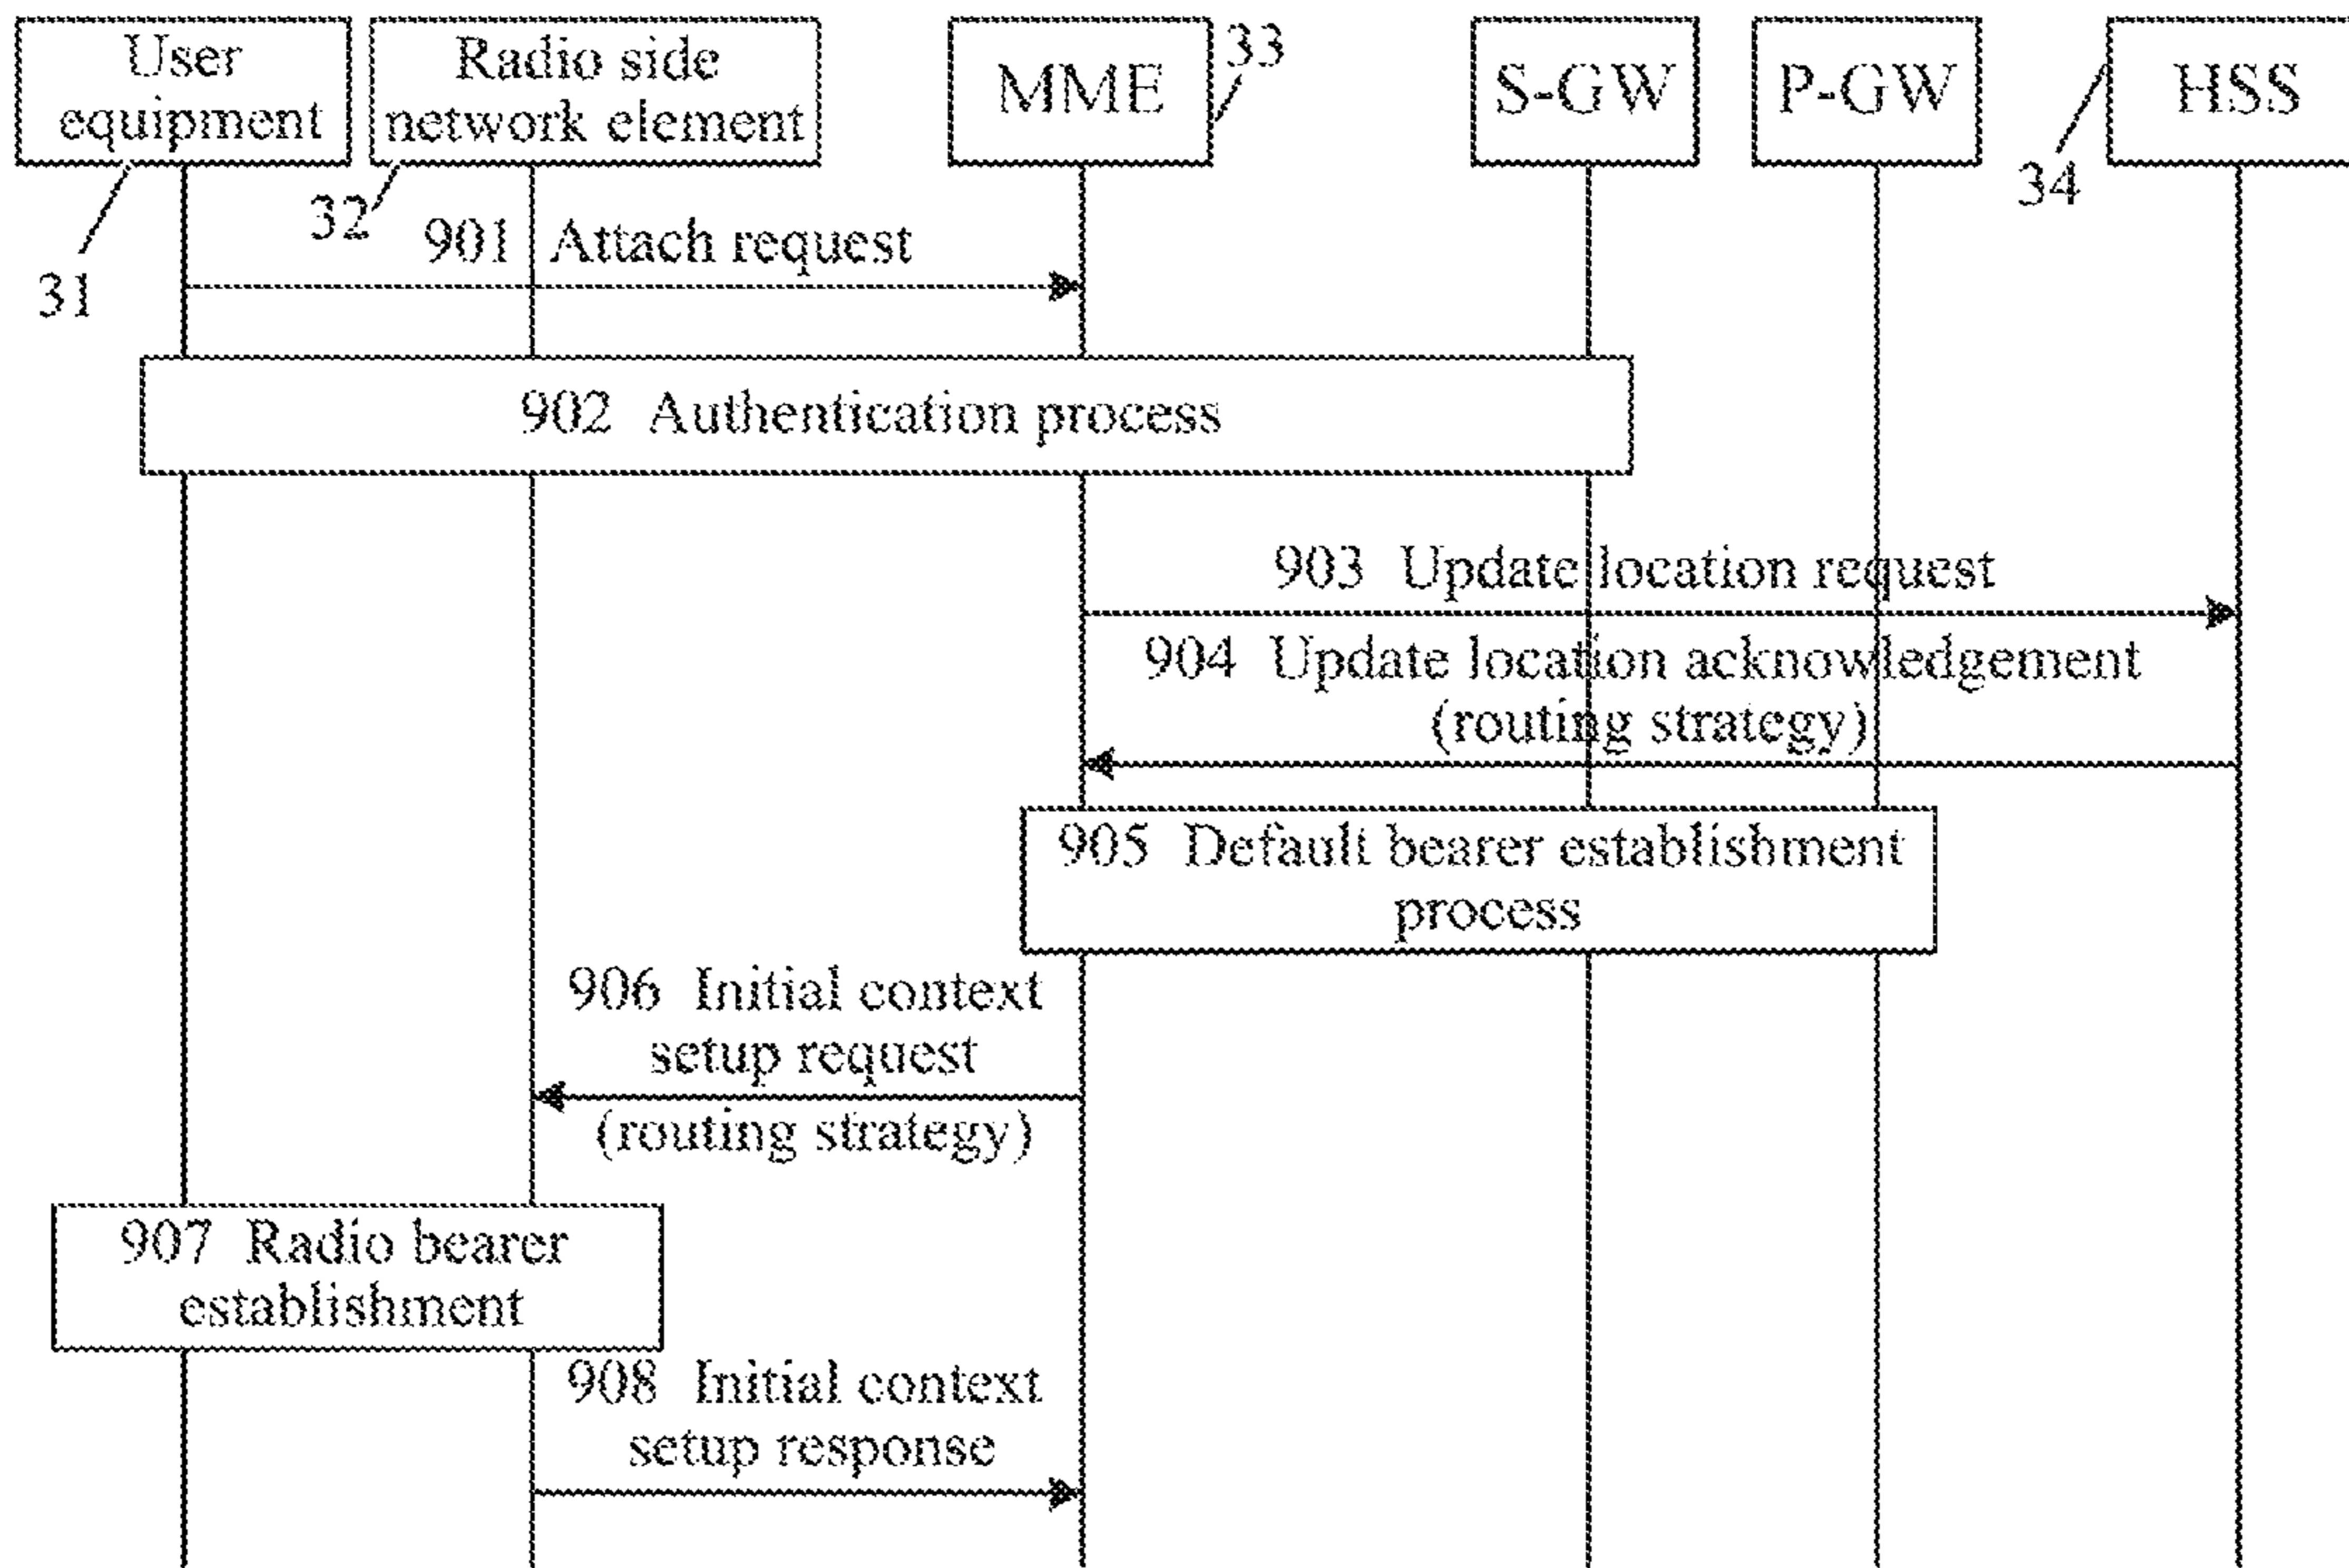 User
equipment
Radio side
network element
MME
33
S-GW
P-GW
34
HSS
31
32
901 Attach request
902 Authentication process
903 Update location request
904 Update location acknowledgement
(routing strategy)
905 Default bearer establishment
process
906 Initial context
setup request
(routing strategy)
907 Radio bearer
establishment
908 Initial context
setup response